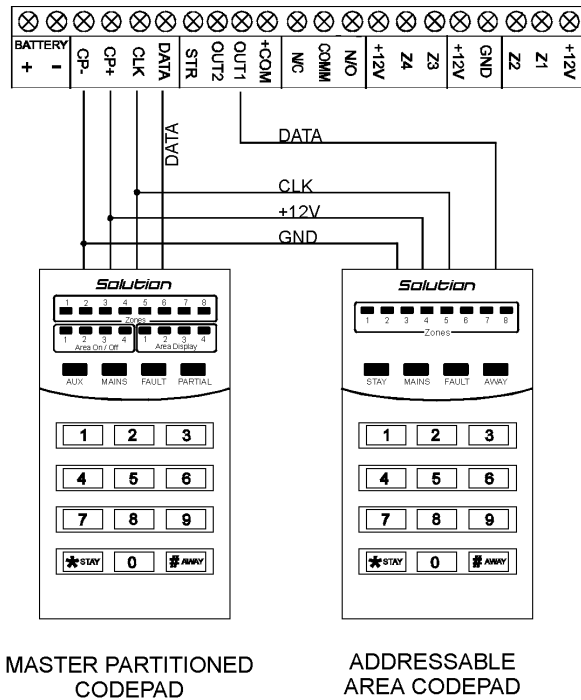 BATTERY
+ -
CP-
CP+
CLK
DATA
STR
OUT2
OUT1
+COM
N/C
COMM
N/O
+12V
Z4
Z3
+12V
GND
Z2
Z1
+12V
DATA
DATA
CLK
+12V
GND
Solution
1 2 3 4 5 6 7 8
Zones
1 2 3 4 1 2 3 4
Area On / Off Area Display
AUX MAINS FAULT PARTIAL
1 2 3
4 5 6
7 8 9
*STAY 0 # AWAY
MASTER PARTITIONED
CODEPAD
Solution
1 2 3 4 5 6 7 8
Zones
STAY MAINS FAULT AWAY
1 2 3
4 5 6
7 8 9
*STAY 0 # AWAY
ADDRESSABLE
AREA CODEPAD